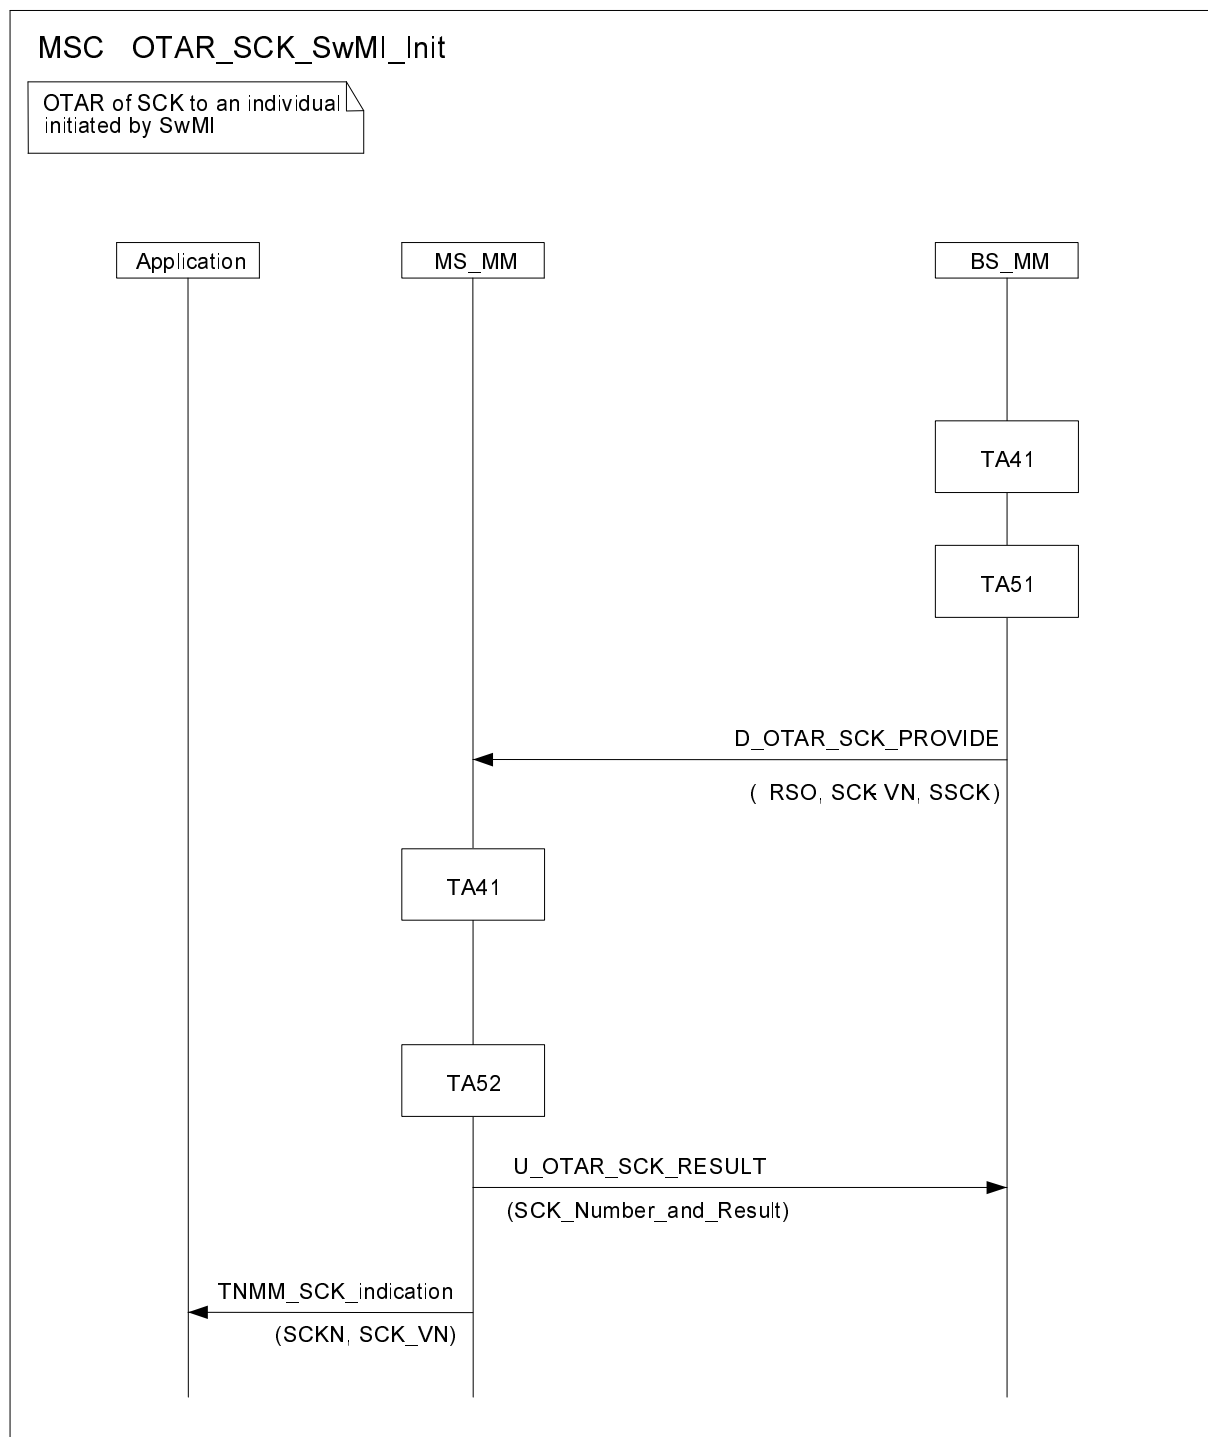 MSC OTAR_SCK_SwMI_Init
OTAR of SCK to an individual
initiated by SwMI
Application
MS_MM
BS_MM
TA41
TA51
D_OTAR_SCK_PROVIDE
( RSO, SCK-VN, SSCK)
TA41
TA52
U_OTAR_SCK_RESULT
(SCK_Number_and_Result)
TNMM_SCK_indication
(SCKN, SCK_VN)